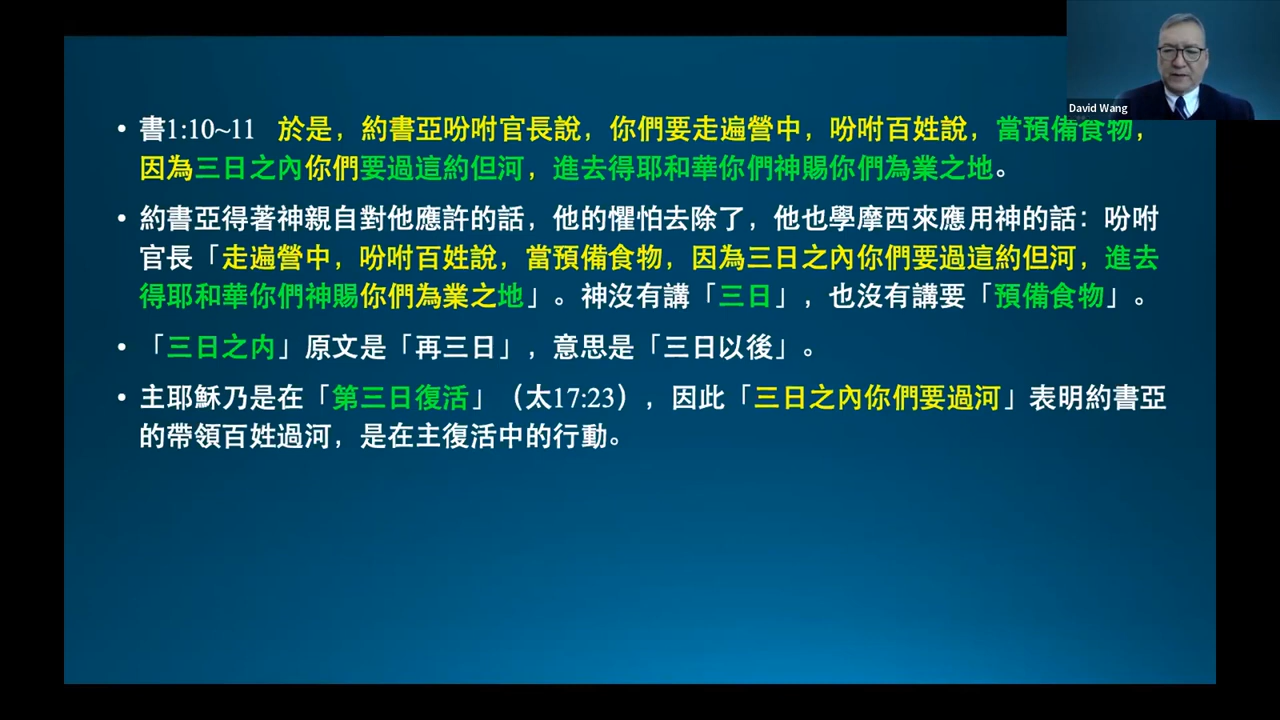 David Wang
• 書1:10~11 於是，約書亞吩咐官長說，你們要走遍營中，吩咐百姓說，當預備食物，
因為三日之內你們要過這約但河，進去得耶和華你們神賜你們為業之地。
• 約書亞得著神親自對他應許的話，他的懼怕去除了，他也學摩西來應用神的話：吩咐
官長「走遍營中，吩咐百姓說，當預備食物，因為三日之內你們要過這約但河，進去
得耶和華你們神賜你們為業之地」。神沒有講「三日」，也沒有講要「預備食物」。
• 「三日之内」原文是「再三日」，意思是「三日以後」。
• 主耶穌乃是在「第三日復活」（太17:23），因此「三日之內你們要過河」表明約書亞
的帶領百姓過河，是在主復活中的行動。